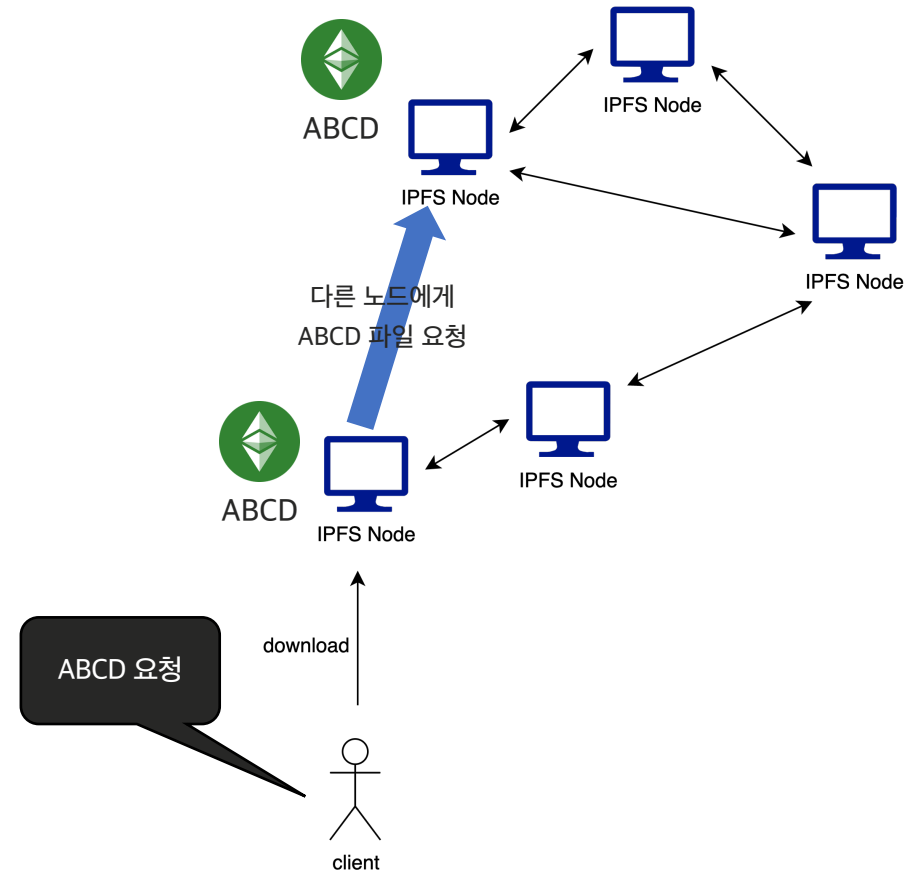 IPFS Node
ABCD
IPFS Node
IPFS Node
다른 노드에게
ABCD 파일 요청
IPFS Node
ABCD
IPFS Node
download
ABCD 요청
client